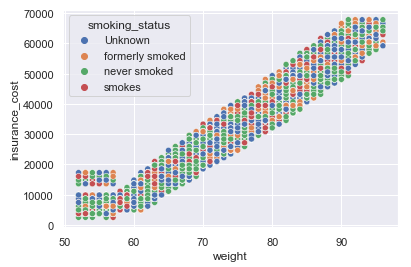 70000
60000
50000
40000
30000
20000
10000
0
insurance_cost
smoking_status
Unknown
formerly smoked
never smoked
smokes
50
60
70
80
90
weight